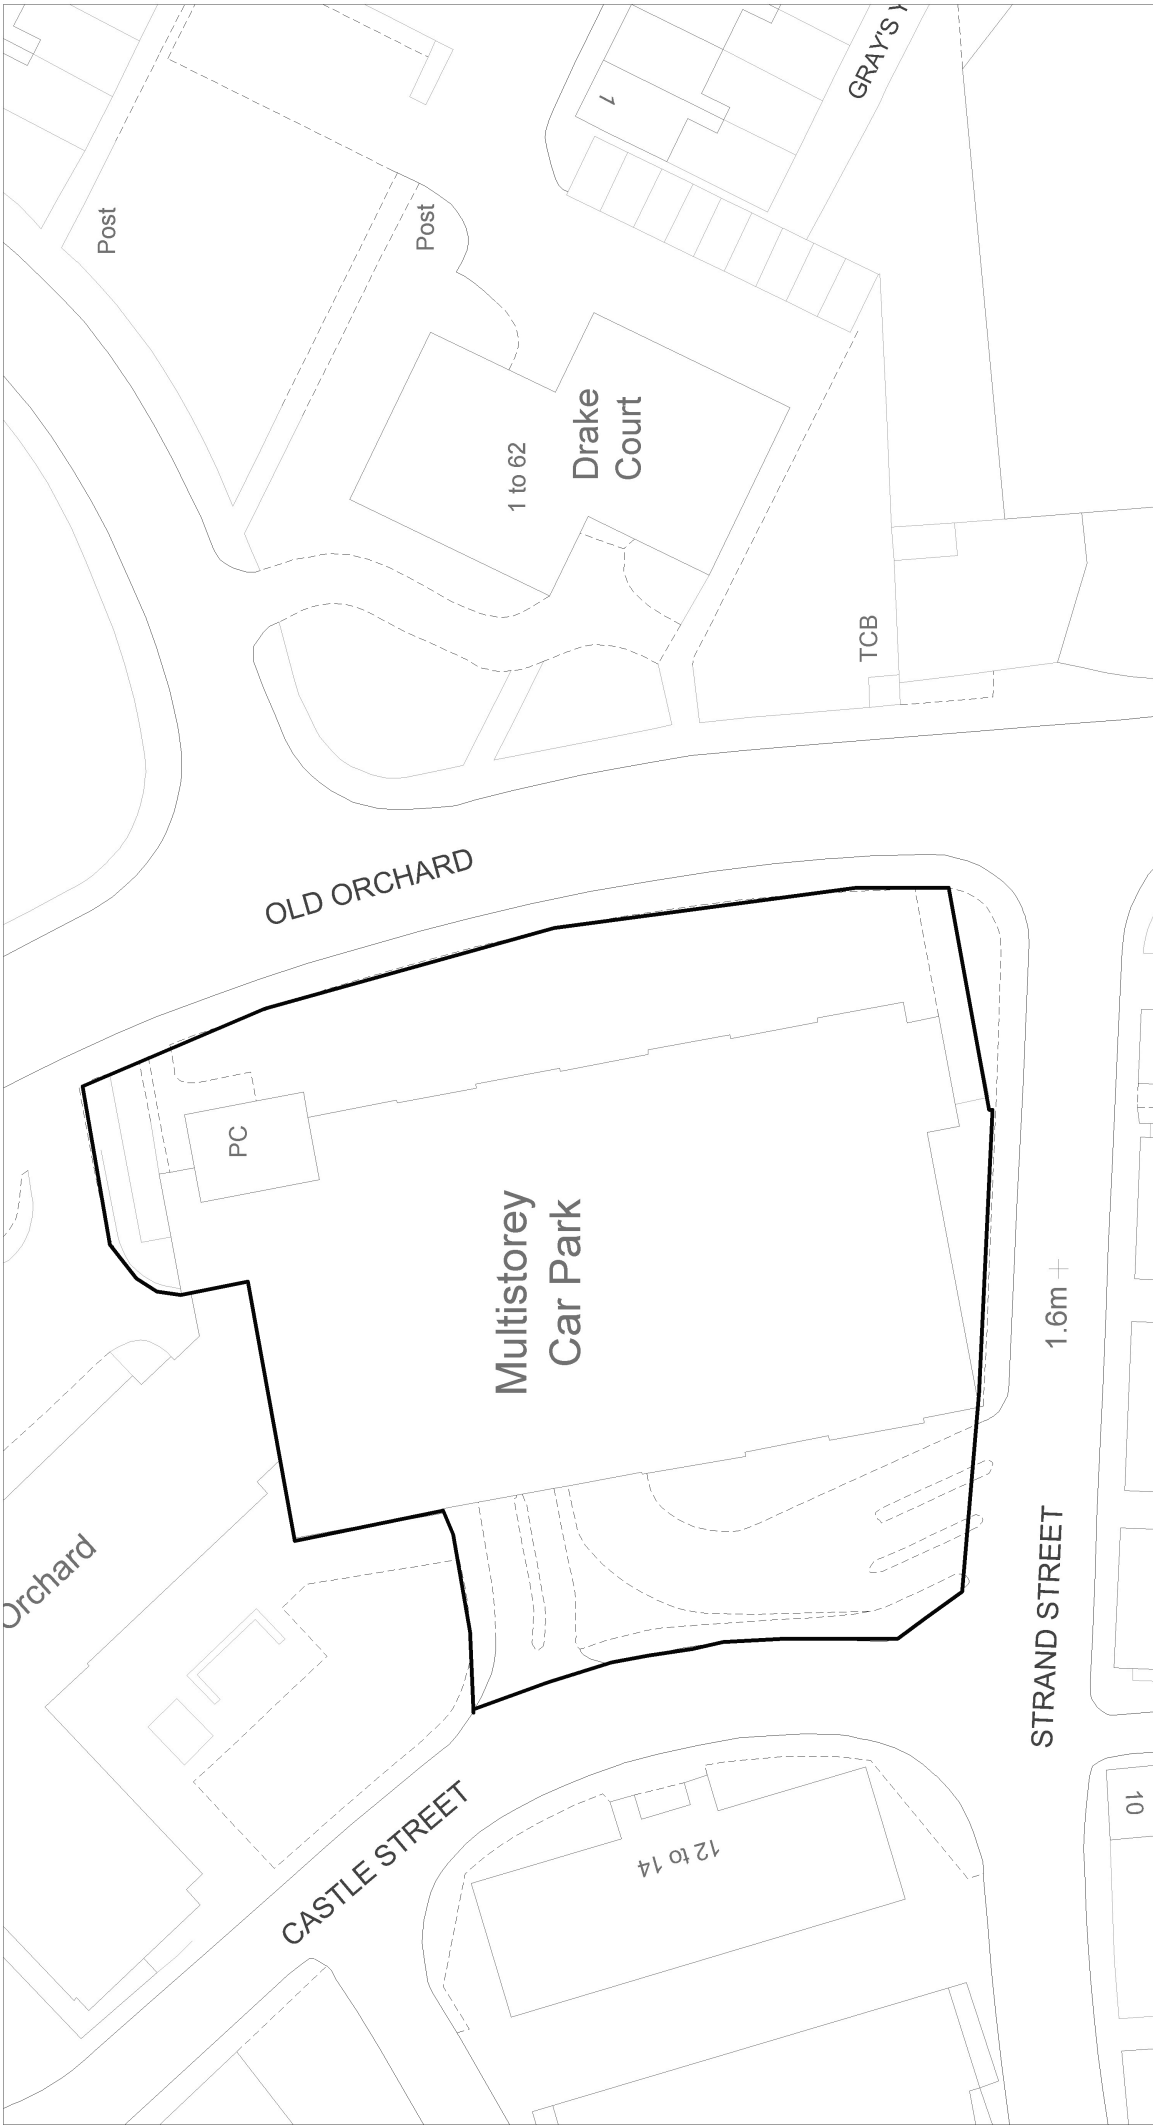 GRAY'S
1
Post
Post
Drake
Court
1 to 62
TCB
OLD ORCHARD
PC
Multistorey
Car Park
1.6m
Orchard
STRAND STREET
CASTLE STREET
12 to 14
10